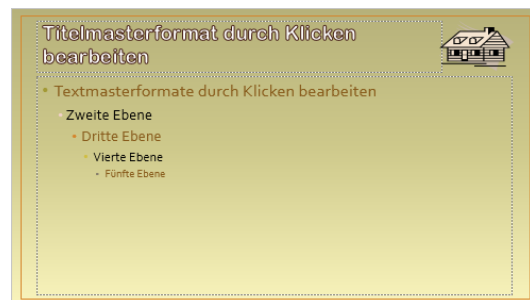 Titelmasterformat durch Klicken
bearbeiten
Textmasterformate durch Klicken bearbeiten
Zweite Ebene
Dritte Ebene
Vierte Ebene
Fünfte Ebene